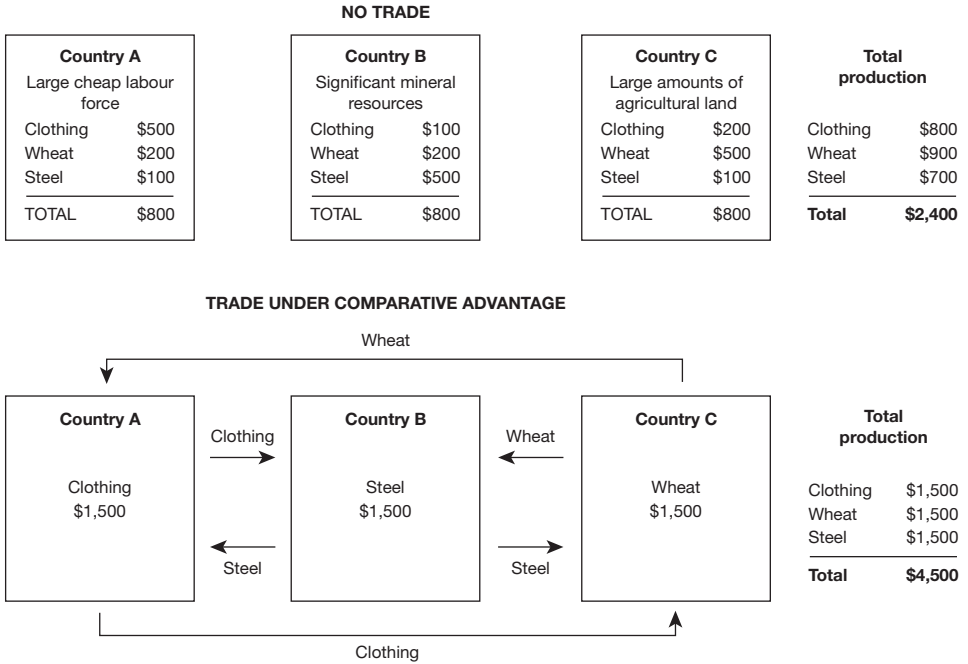 NO TRADE
Country A
Large cheap labour
force
Clothing $500
Wheat $200
Steel $100
TOTAL $800
Country B
Significant mineral
resources
Clothing $100
Wheat $200
Steel $500
TOTAL $800
Country C
Large amounts of
agricultural land
Clothing $200
Wheat $500
Steel $100
TOTAL $800
Total
production
Clothing $800
Wheat $900
Steel $700
Total $2,400
TRADE UNDER COMPARATIVE ADVANTAGE
Wheat
Country A
Clothing
$1,500
Clothing
Steel
Country B
Steel
$1,500
Wheat
Steel
Country C
Wheat
$1,500
Total
production
Clothing $1,500
Wheat $1,500
Steel $1,500
Total $4,500
Clothing